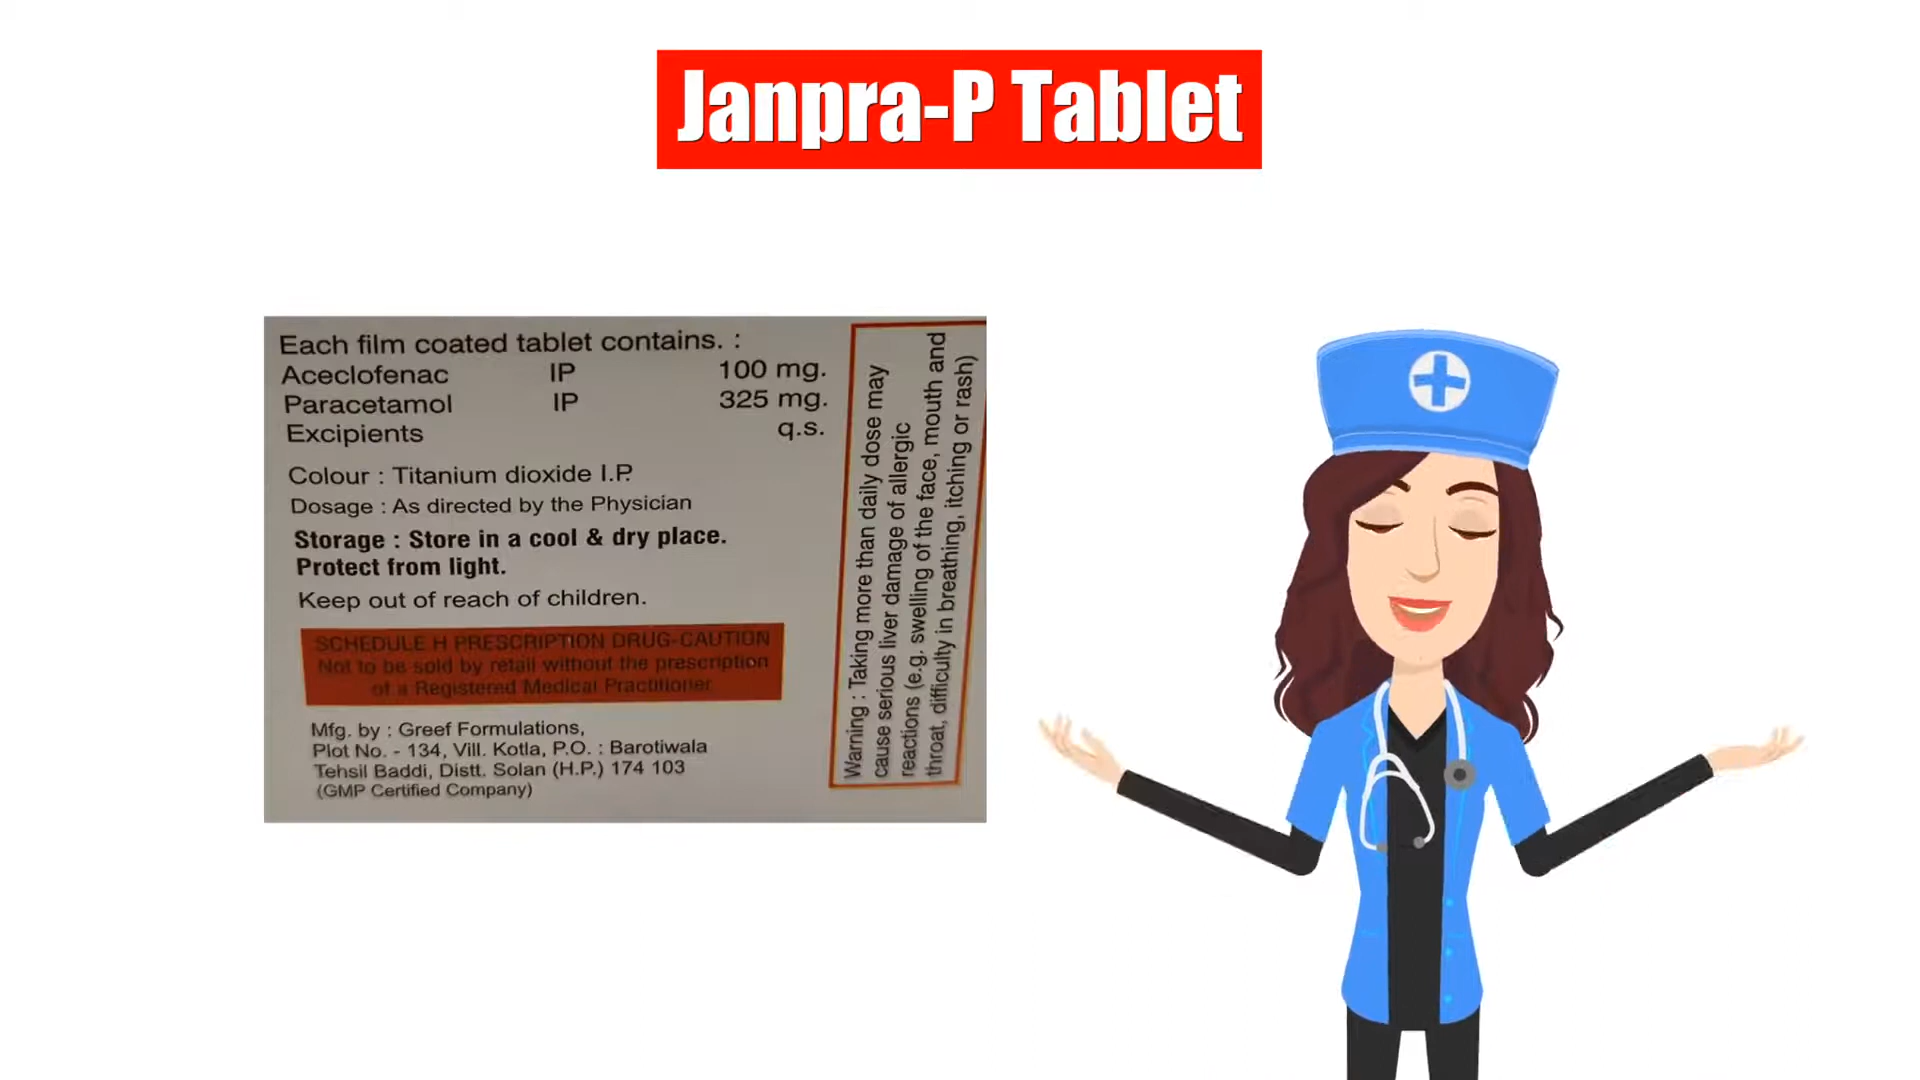 Janpra-P Tablet
Each film coated tablet contains. :
Aceclofenac IP 100 mg.
Paracetamol IP 325 mg.
Excipients q.s.
Colour : Titanium dioxide I.P.
Dosage : As directed by the Physician
Storage : Store in a cool & dry place.
Protect from light.
Keep out of reach of children.
SCHEDULE H PRESCRIPTION DRUG-CAUTION
Not to be sold by retail without the prescription
of a Registered Medical Practitioner
Mfg. by : Greef Formulations,
Plot No. - 134, Vill. Kotla, P.O. : Barotiwala
Tehsil Baddi, Distt. Solan (H.P.) 174 103
(GMP Certified Company)
Warning : Taking more than daily dose may
cause serious liver damage of allergic
reactions (e.g. swelling of the face, mouth and
throat, difficulty in breathing, itching or rash)